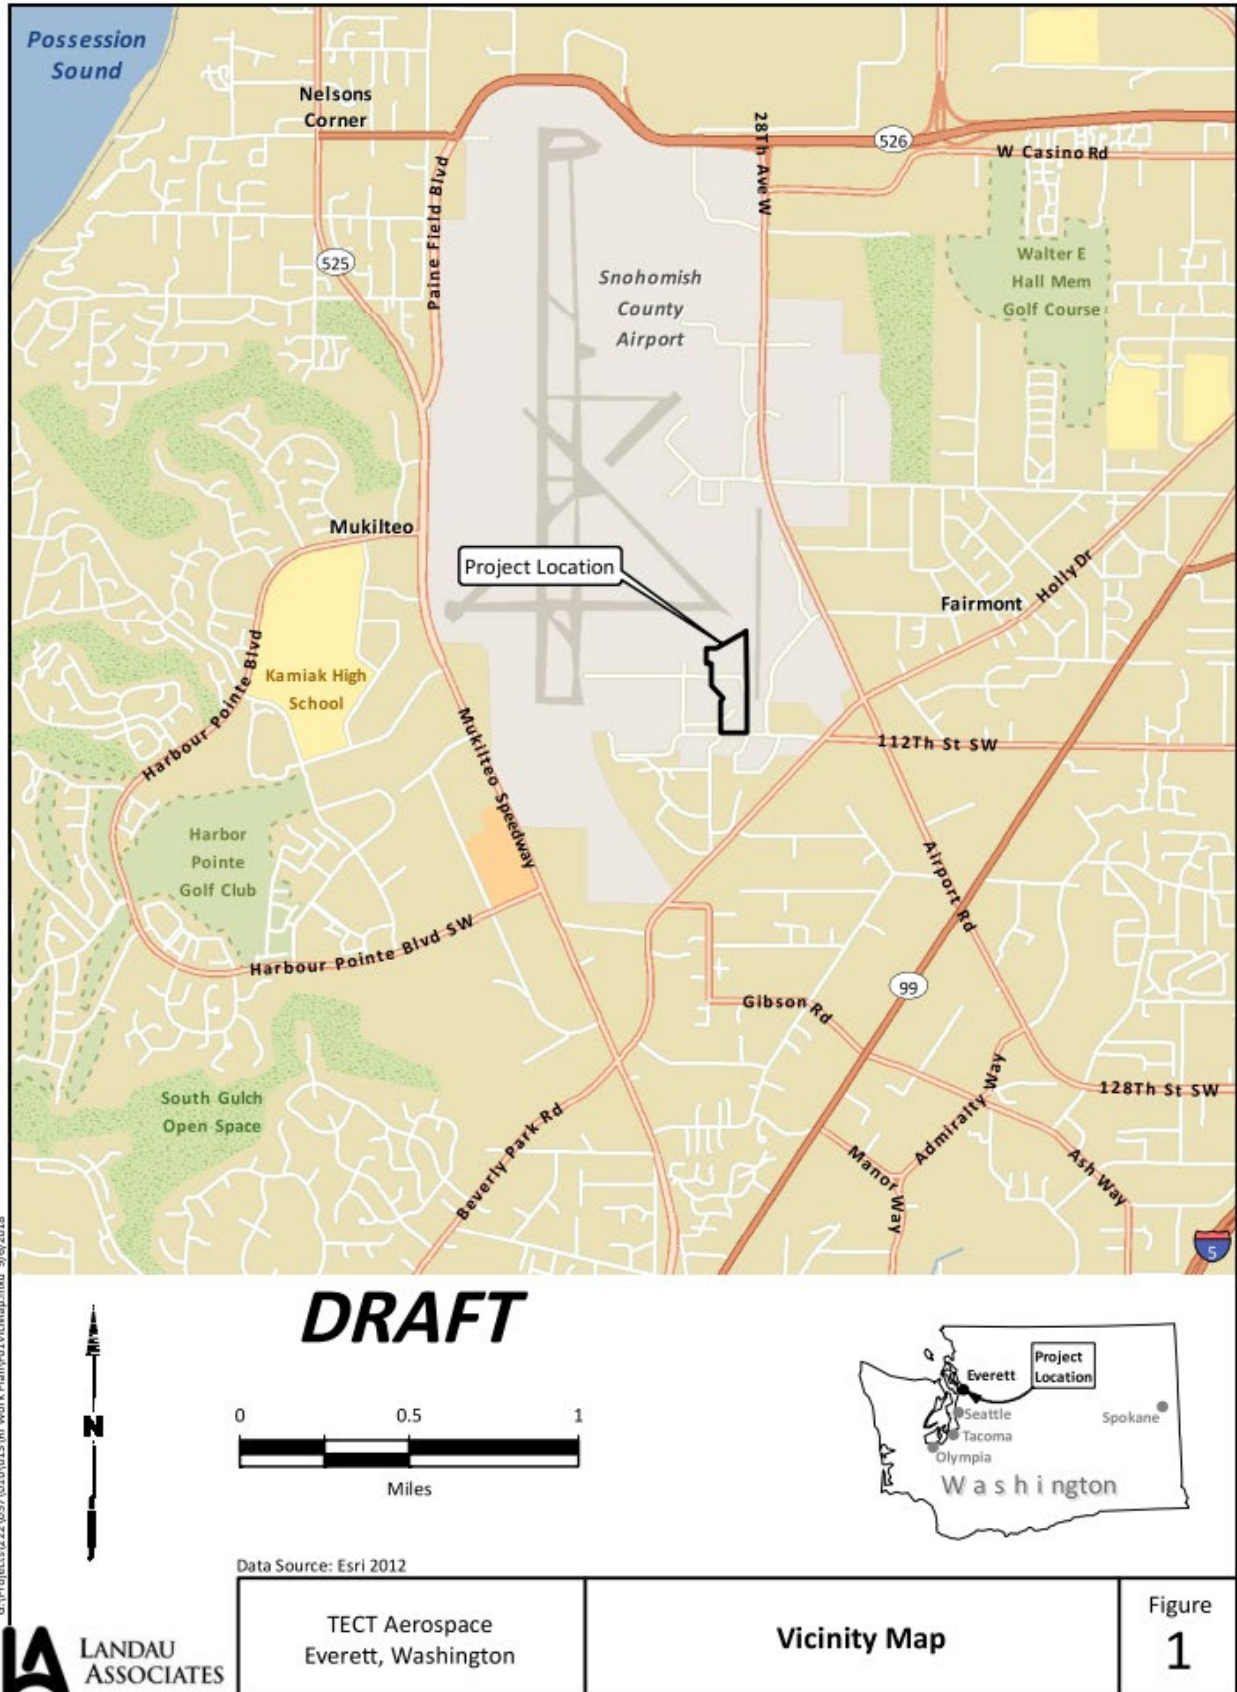 Possession
Sound
Nelsons
Corner
Paine Field Blvd
28Th Ave W
526
W Casino Rd
525
Snohomish
County
Airport
Walter E
Hall Mem
Golf Course
Mukilteo
Project Location
Fairmont
Holly Dr
Harbour Pointe Blvd
Kamiak High
School
Mukilteo Speedway
112Th St SW
Harbor
Pointe
Golf Club
Airport Rd
Harbour Pointe Blvd SW
99
Gibson Rd
South Gulch
Open Space
Beverly Park Rd
Admiralty Way
128Th St SW
Manor Way
Ash Way
5
DRAFT
N
0 0.5 1
Miles
Project
Location
Everett
Seattle
Tacoma
Olympia
Spokane
Washington
Data Source: Esri 2012
LANDAU
ASSOCIATES
TECT Aerospace
Everett, Washington
Vicinity Map
Figure
1